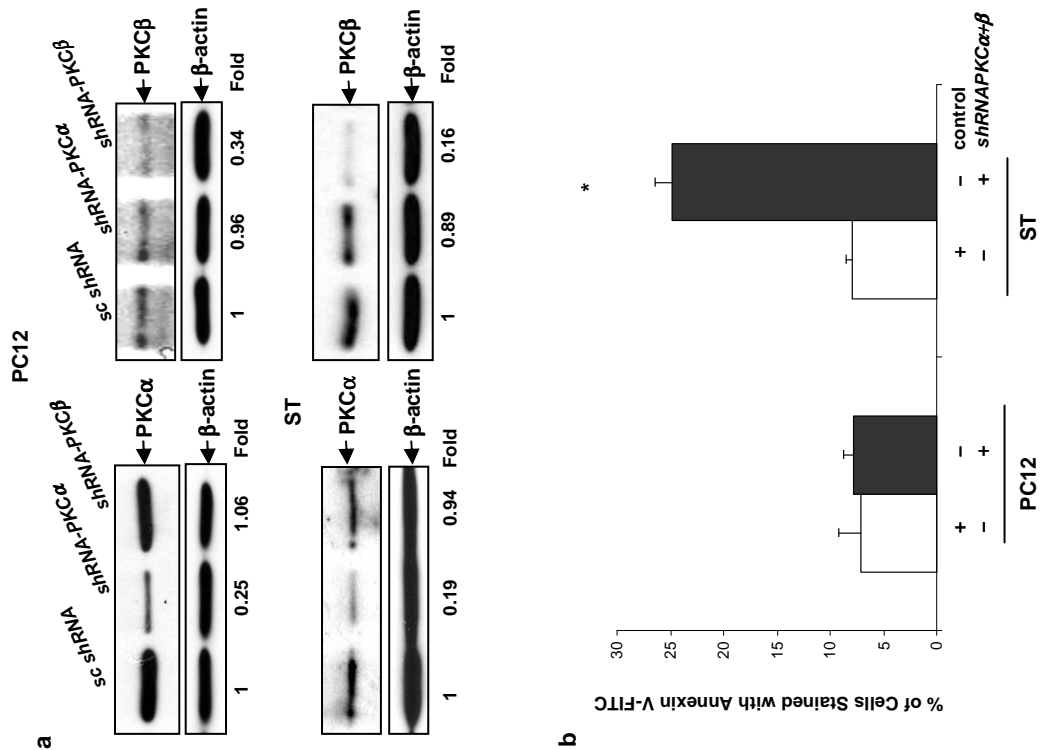 a
PC12
sc shRNA
shRNA-PKCα
shRNA-PKCβ
PKCα
β-actin
1 0.25 1.06 Fold
sc shRNA
shRNA-PKCα
shRNA-PKCβ
PKCβ
β-actin
1 0.96 0.34 Fold
ST
PKCα
β-actin
1 0.19 0.94 Fold
PKCβ
β-actin
1 0.89 0.16 Fold
b
% of Cells Stained with Annexin V-FITC
30
25
20
15
10
5
0
*
+ − + − control
− + − + shRNAPKCα+β
PC12 ST